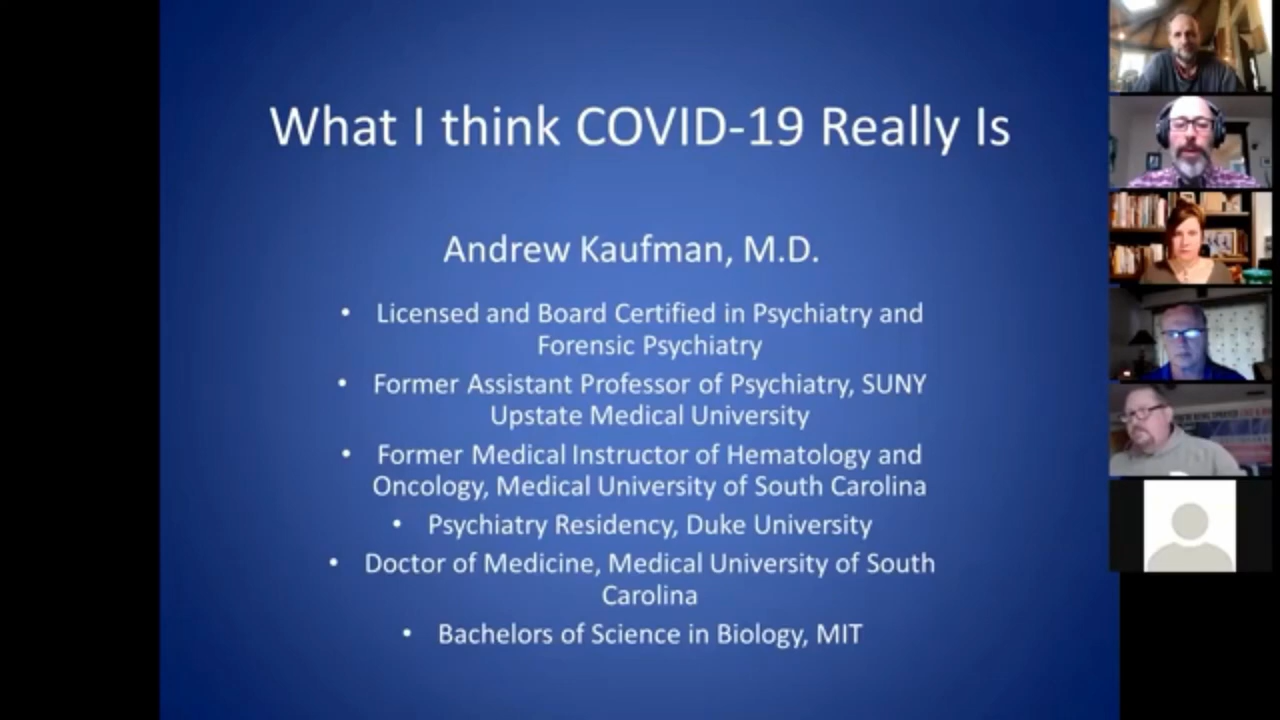 What I think COVID-19 Really Is
Andrew Kaufman, M.D.
• Licensed and Board Certified in Psychiatry and
Forensic Psychiatry
• Former Assistant Professor of Psychiatry, SUNY
Upstate Medical University
• Former Medical Instructor of Hematology and
Oncology, Medical University of South Carolina
• Psychiatry Residency, Duke University
• Doctor of Medicine, Medical University of South
Carolina
• Bachelors of Science in Biology, MIT